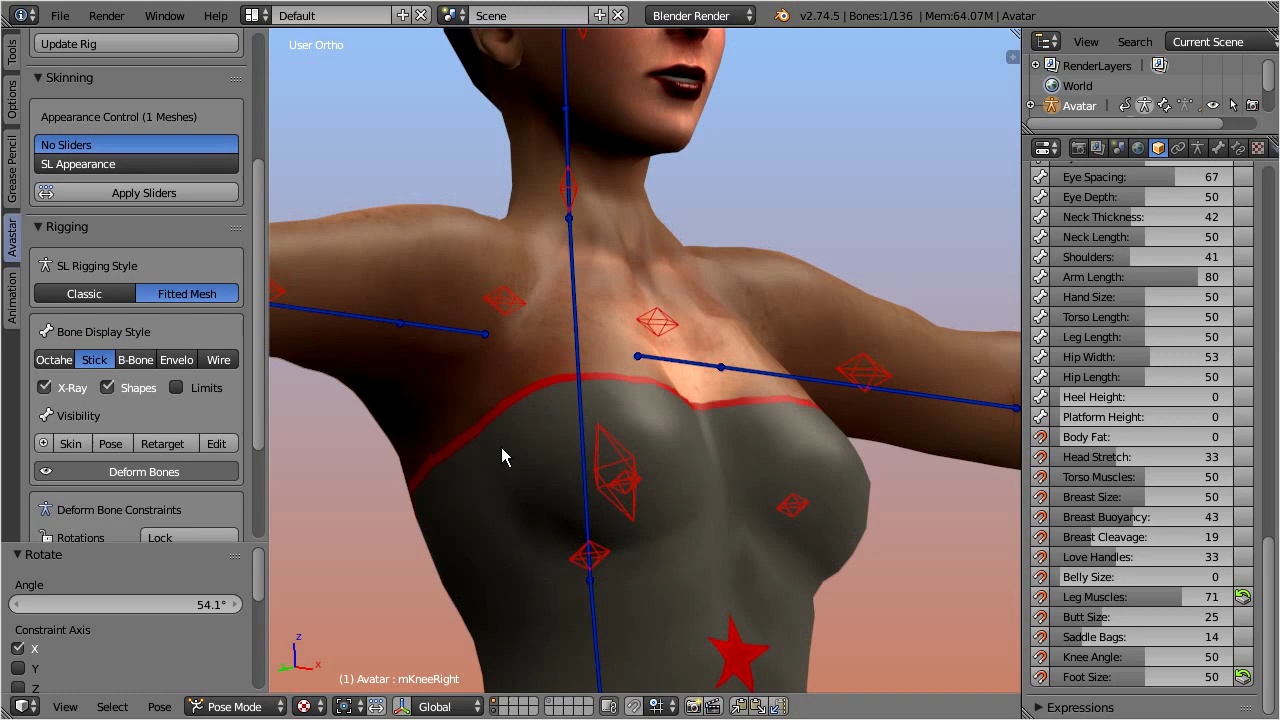 File Render Window Help Default Scene Blender Render v2.74.5 | Bones:1/136 | Mem:64.07M | Avatar
Tools
Options
Grease Pencil
Avastar
Animation
Update Rig
Skinning
Appearance Control (1 Meshes)
No Sliders
SL Appearance
Apply Sliders
Rigging
SL Rigging Style
Classic Fitted Mesh
Bone Display Style
Octahe Stick B-Bone Envelo Wire
X-Ray Shapes Limits
Visibility
Skin Pose Retarget Edit
Deform Bones
Deform Bone Constraints
Rotations Lock
Rotate
Angle
54.1°
Constraint Axis
X
Y
Z
User Ortho
z
x
(1) Avatar : mKneeRight
View Select Pose Pose Mode Global
View Search Current Scene
RenderLayers
World
Avatar
Eye Spacing: 67
Eye Depth: 50
Neck Thickness: 42
Neck Length: 50
Shoulders: 41
Arm Length: 80
Hand Size: 50
Torso Length: 50
Leg Length: 50
Hip Width: 53
Hip Length: 50
Heel Height: 0
Platform Height: 0
Body Fat: 0
Head Stretch: 33
Torso Muscles: 50
Breast Size: 50
Breast Buoyancy: 43
Breast Cleavage: 19
Love Handles: 33
Belly Size: 0
Leg Muscles: 71
Butt Size: 25
Saddle Bags: 14
Knee Angle: 50
Foot Size: 50
Expressions